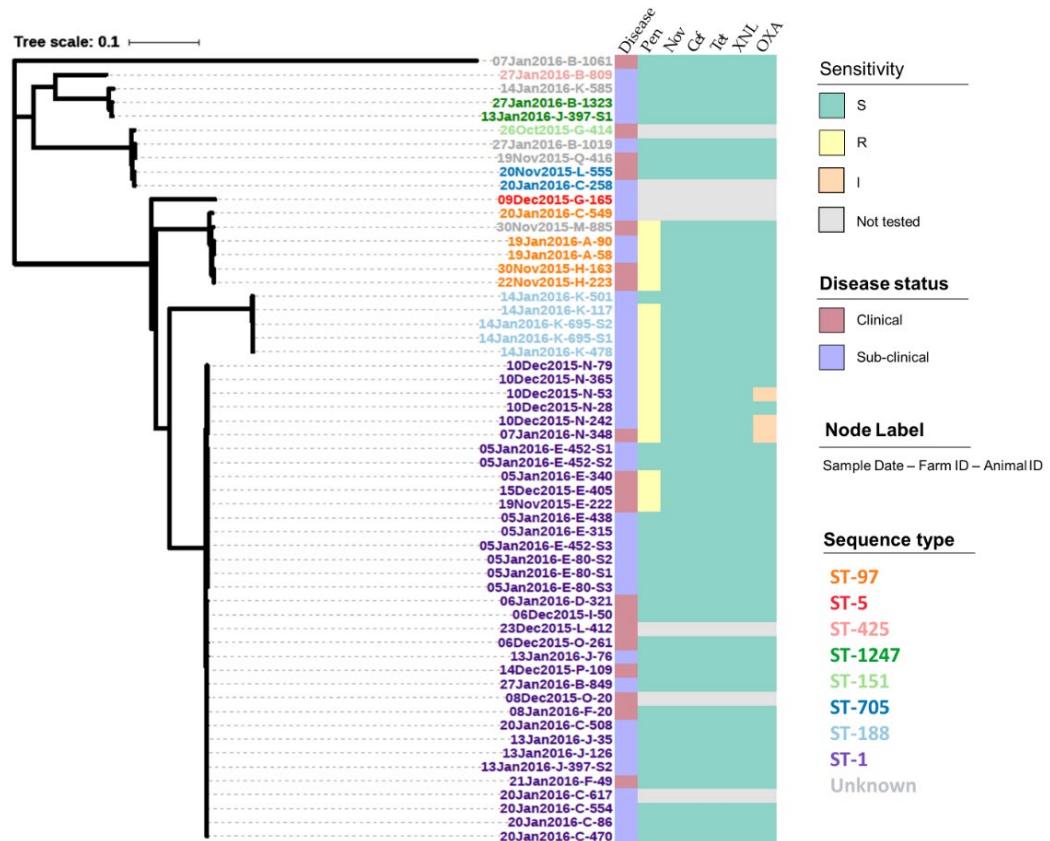 Tree scale: 0.1
Disease
Pen
Nov
Cef
Tet
XNL
OXA
07Jan2016-B-1061
27Jan2016-B-809
14Jan2016-K-585
27Jan2016-B-1323
13Jan2016-J-397-S1
26Oct2015-G-414
27Jan2016-B-1019
19Nov2015-Q-416
20Nov2015-L-555
20Jan2016-C-258
09Dec2015-G-165
20Jan2016-C-549
30Nov2015-M-885
19Jan2016-A-90
19Jan2016-A-58
30Nov2015-H-163
22Nov2015-H-223
14Jan2016-K-501
14Jan2016-K-117
14Jan2016-K-695-S2
14Jan2016-K-695-S1
14Jan2016-K-478
10Dec2015-N-79
10Dec2015-N-365
10Dec2015-N-53
10Dec2015-N-28
10Dec2015-N-242
07Jan2016-N-348
05Jan2016-E-452-S1
05Jan2016-E-452-S2
05Jan2016-E-340
15Dec2015-E-405
19Nov2015-E-222
05Jan2016-E-438
05Jan2016-E-315
05Jan2016-E-452-S3
05Jan2016-E-80-S2
05Jan2016-E-80-S1
05Jan2016-E-80-S3
06Jan2016-D-321
06Dec2015-I-50
23Dec2015-L-412
06Dec2015-O-261
13Jan2016-J-76
14Dec2015-P-109
27Jan2016-B-849
08Dec2015-O-20
08Jan2016-F-20
20Jan2016-C-508
13Jan2016-J-35
13Jan2016-J-126
13Jan2016-J-397-S2
21Jan2016-F-49
20Jan2016-C-617
20Jan2016-C-554
20Jan2016-C-86
20Jan2016-C-470
Sensitivity
S
R
I
Not tested
Disease status
Clinical
Sub-clinical
Node Label
Sample Date – Farm ID – Animal ID
Sequence type
ST-97
ST-5
ST-425
ST-1247
ST-151
ST-705
ST-188
ST-1
Unknown